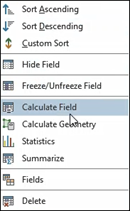 Sort Ascending
Sort Descending
Custom Sort
Hide Field
Freeze/Unfreeze Field
Calculate Field
Calculate Geometry
Statistics
Summarize
Fields
Delete